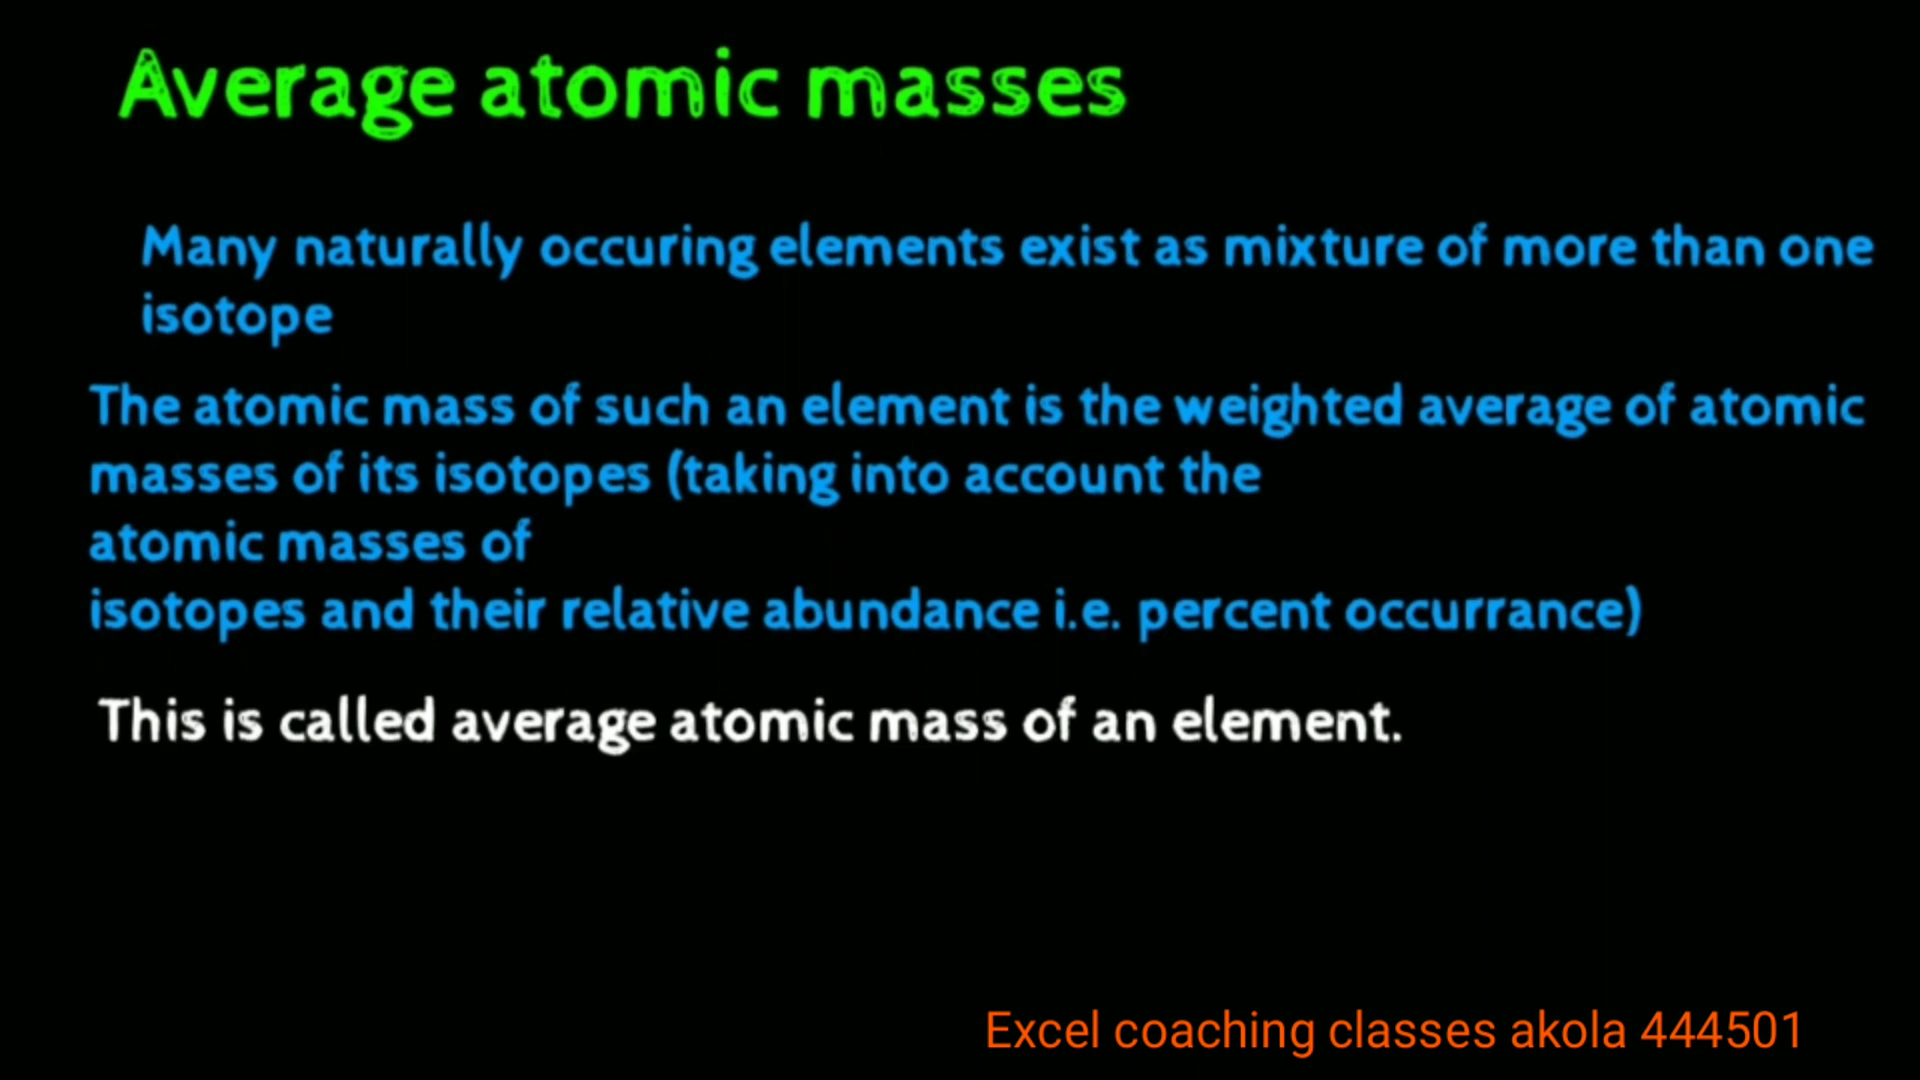 Average atomic masses
Many naturally occuring elements exist as mixture of more than one
isotope
The atomic mass of such an element is the weighted average of atomic
masses of its isotopes (taking into account the
atomic masses of
isotopes and their relative abundance i.e. percent occurrance)
This is called average atomic mass of an element.
Excel coaching classes akola 444501